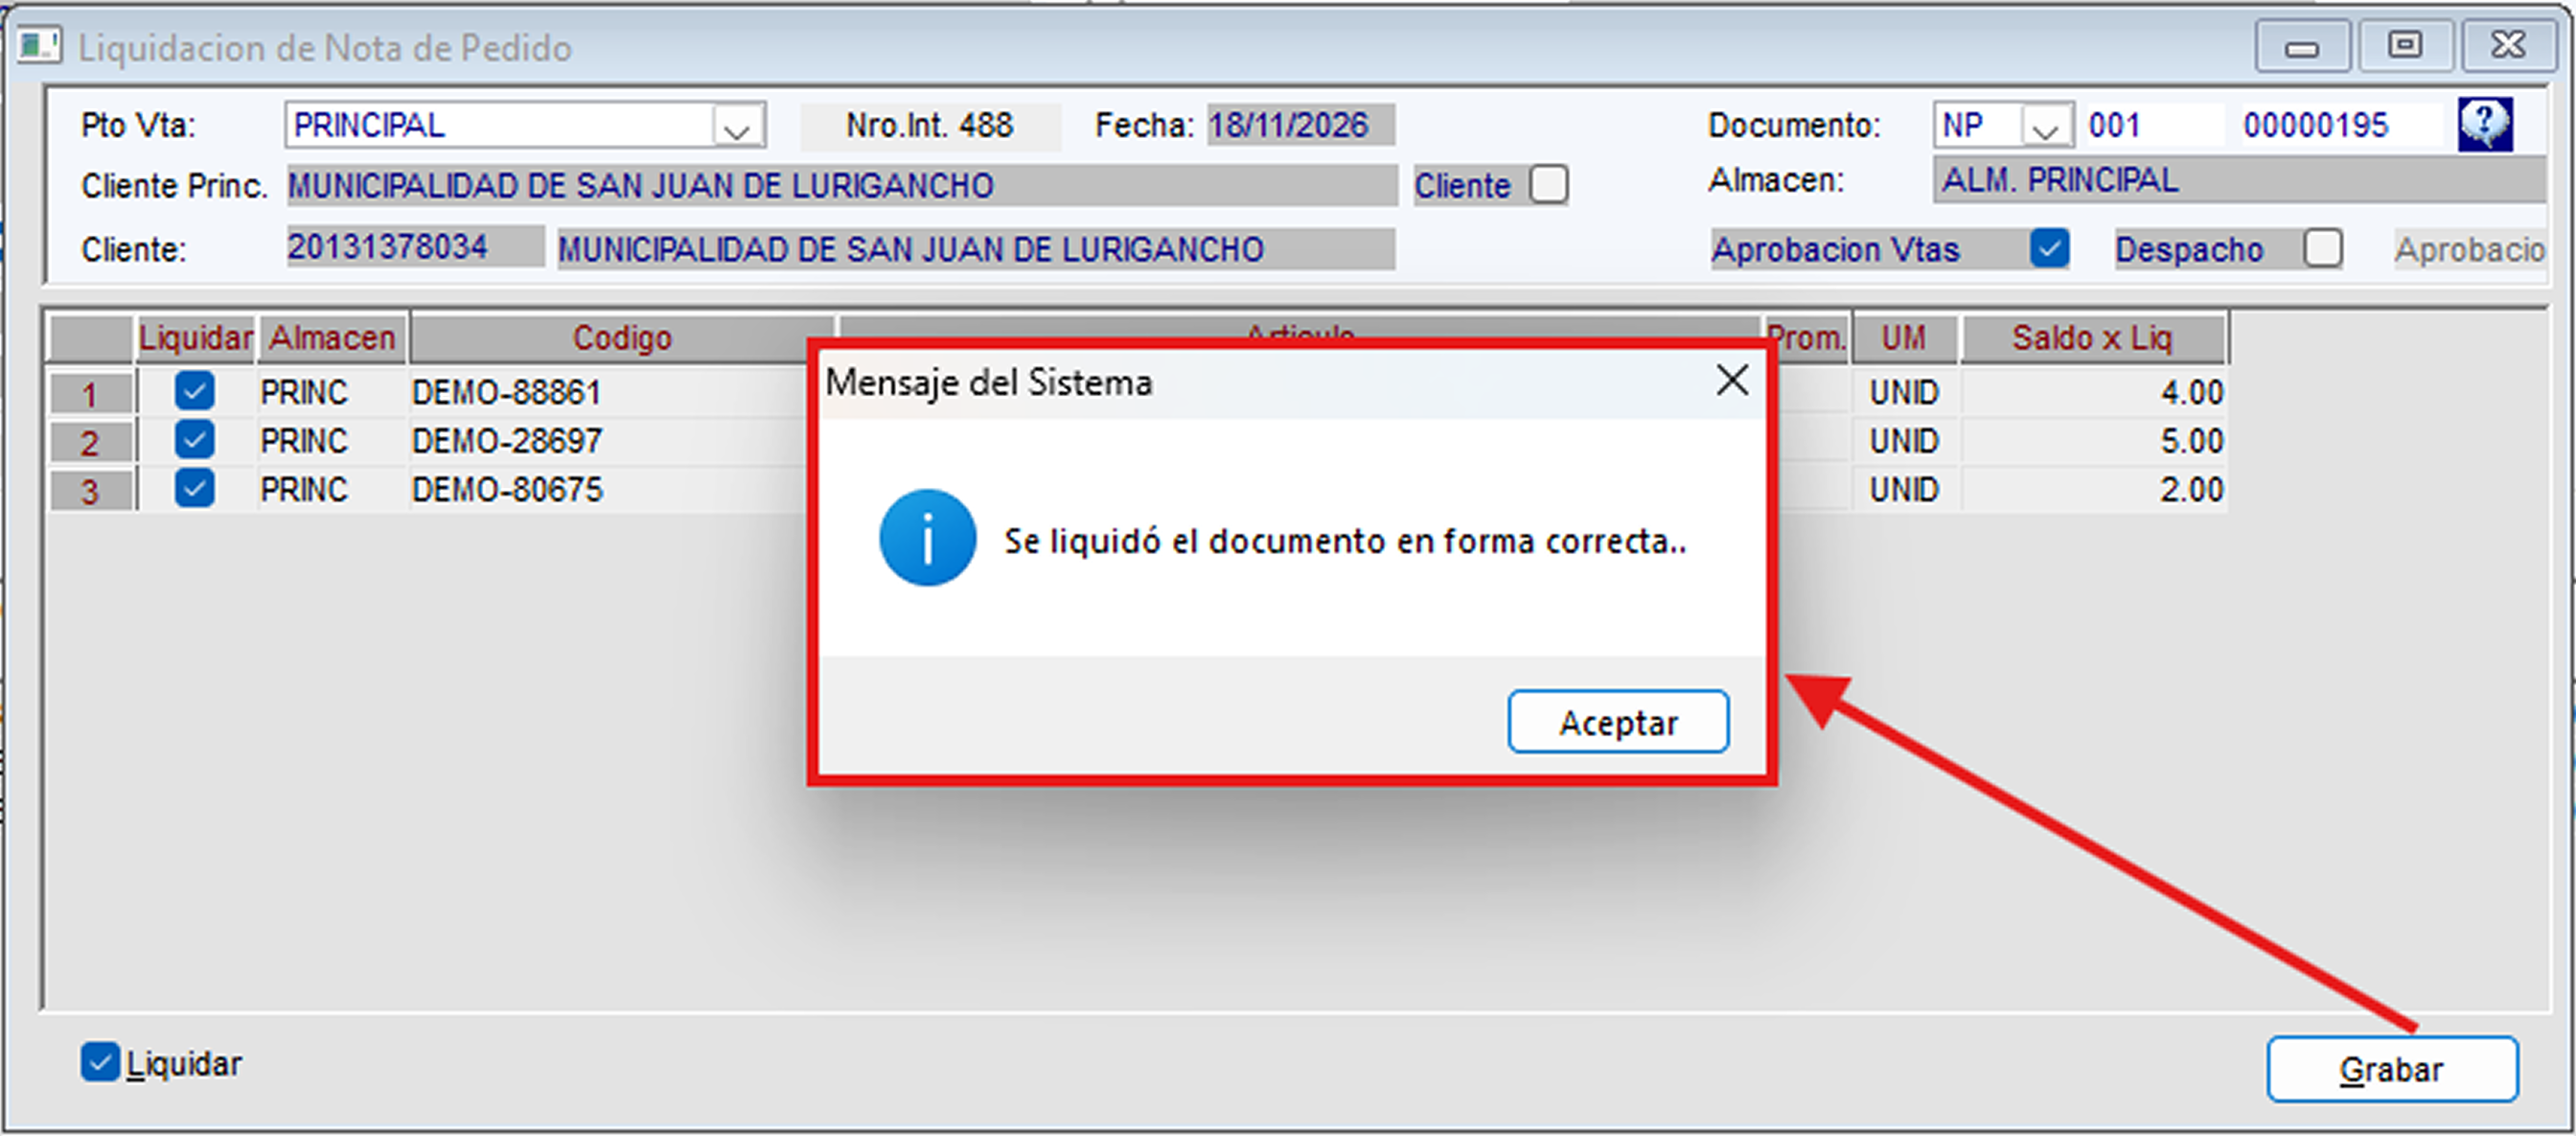 Liquidacion de Nota de Pedido
Pto Vta: PRINCIPAL Nro.Int. 488 Fecha: 18/11/2026 Documento: NP 001 00000195
Cliente Princ. MUNICIPALIDAD DE SAN JUAN DE LURIGANCHO Cliente Almacen: ALM. PRINCIPAL
Cliente: 20131378034 MUNICIPALIDAD DE SAN JUAN DE LURIGANCHO Aprobacion Vtas Despacho Aprobacio
Liquidar Almacen Codigo Articulo Prom. UM Saldo x Liq
1 PRINC DEMO-88861 UNID 4.00
2 PRINC DEMO-28697 UNID 5.00
3 PRINC DEMO-80675 UNID 2.00
Mensaje del Sistema
Se liquidó el documento en forma correcta..
Aceptar
Liquidar
Grabar